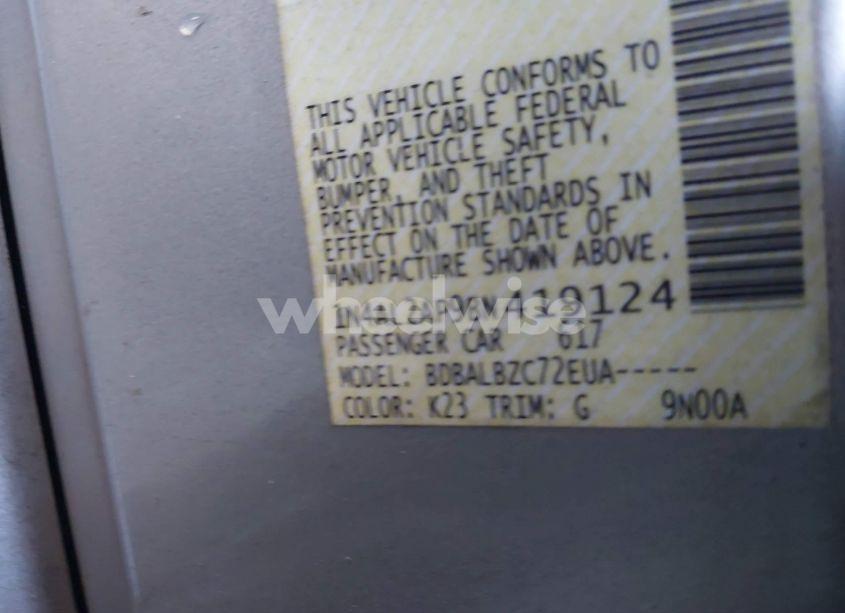 THIS VEHICLE CONFORMS TO
ALL APPLICABLE FEDERAL
MOTOR VEHICLE SAFETY,
BUMPER, AND THEFT
PREVENTION STANDARDS IN
EFFECT ON THE DATE OF
MANUFACTURE SHOWN ABOVE.
wheelwise
PASSENGER CAR 617
MODEL: BDBALBZC72EUA-----
COLOR: K23 TRIM: G 9N00A